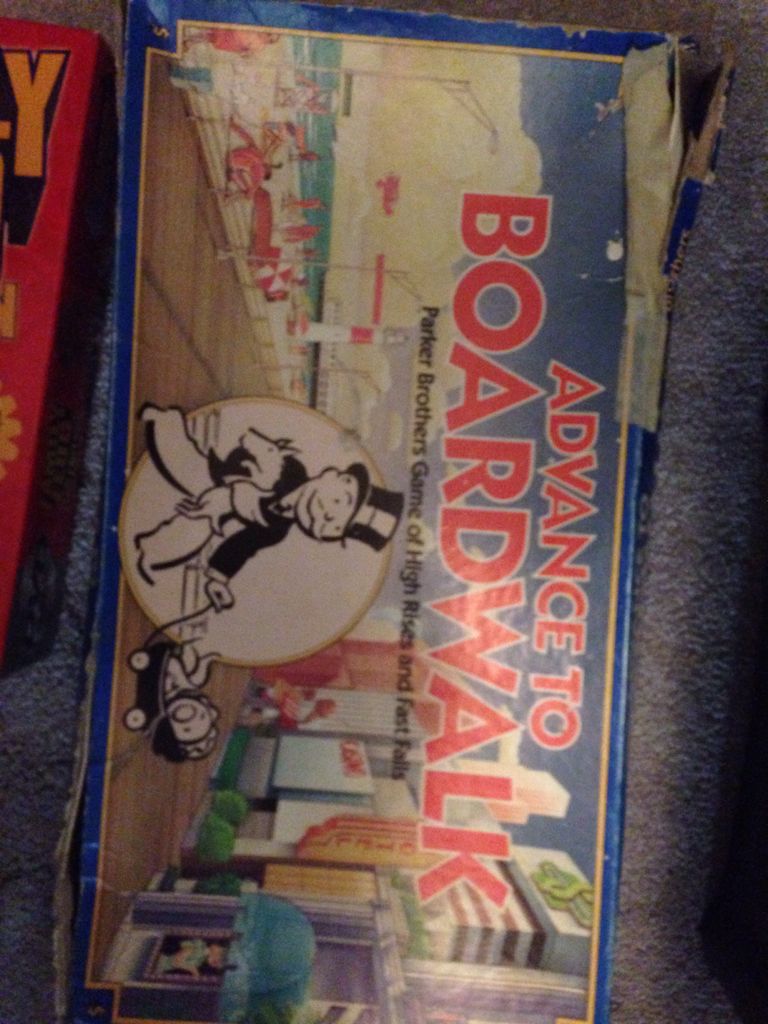 ADVANCE TO
BOARDWALK
Parker Brothers Game of High Rises and Fast Falls